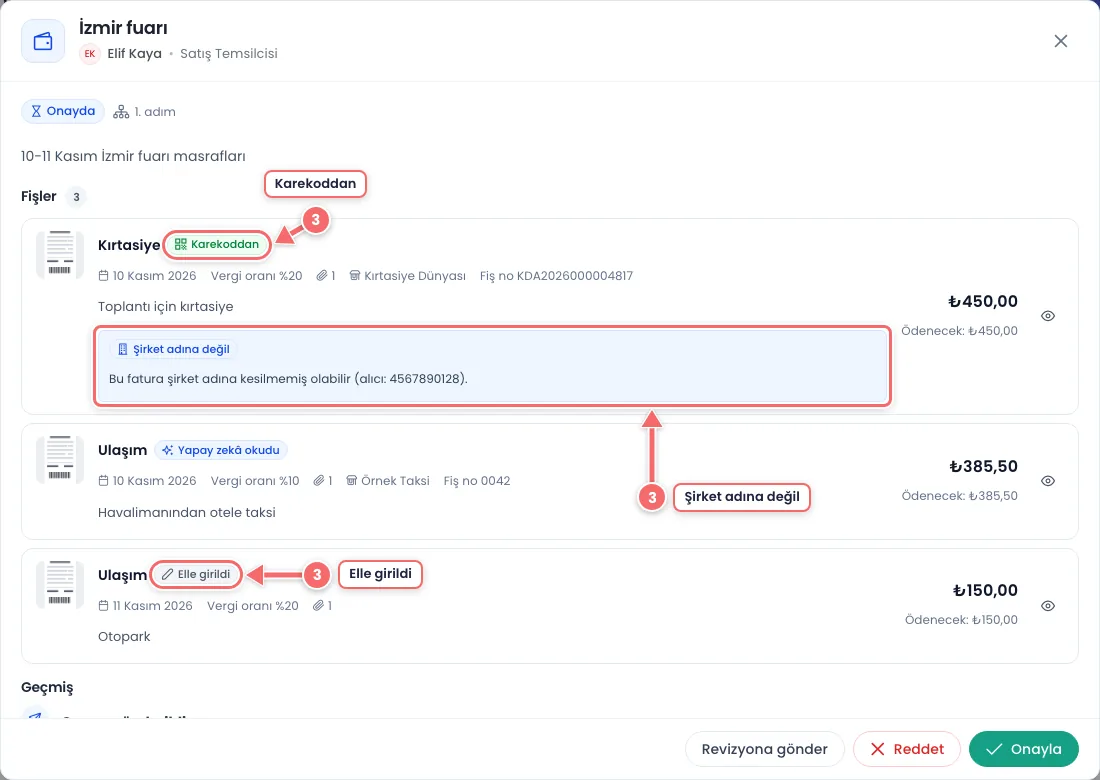 İzmir fuarı
EK Elif Kaya • Satış Temsilcisi
Onayda 1. adım
10-11 Kasım İzmir fuarı masrafları
Karekoddan
Fişler 3
3
Kırtasiye Karekoddan
10 Kasım 2026 Vergi oranı %20 1 Kırtasiye Dünyası Fiş no KDA2026000004817
₺450,00
Toplantı için kırtasiye
Ödenecek: ₺450,00
Şirket adına değil
Bu fatura şirket adına kesilmemiş olabilir (alıcı: 4567890128).
Ulaşım Yapay zekâ okudu
₺385,50
10 Kasım 2026 Vergi oranı %10 1 Örnek Taksi Fiş no 0042
3 Şirket adına değil
Ödenecek: ₺385,50
Havalimanından otele taksi
Ulaşım Elle girildi 3 Elle girildi
₺150,00
11 Kasım 2026 Vergi oranı %20 1
Ödenecek: ₺150,00
Otopark
Geçmiş
Revizyona gönder Reddet Onayla